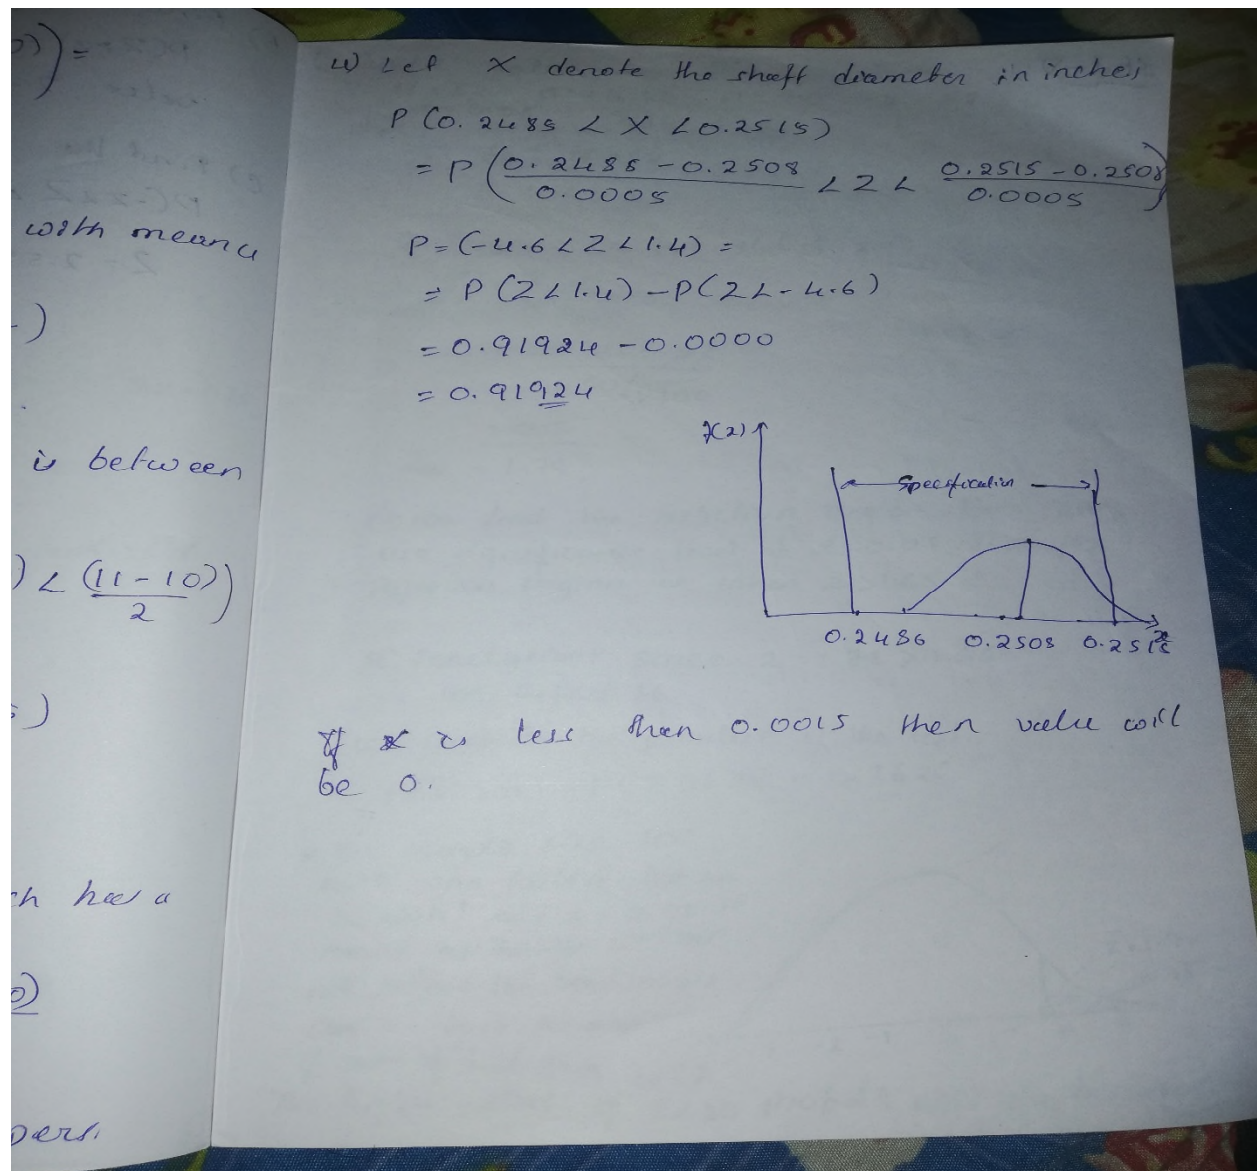 ))=
with mean u
-)
is between
) < (11-10))
2
s)
ch has a
o)
pers.
4) Let X denote the shaft diameter in inches
P (0.2485 < X < 0.2515)
= P (0.2485 - 0.2508 < Z < 0.2515 - 0.2508)
0.0005 0.0005
P = (-4.6 < Z < 1.4) =
= P (Z < 1.4) - P(Z < -4.6)
= 0.91924 - 0.0000
= 0.91924
f(x)
Specification
0.2486 0.2508 0.2515 x
If x is less than 0.0015 then value will
be 0.